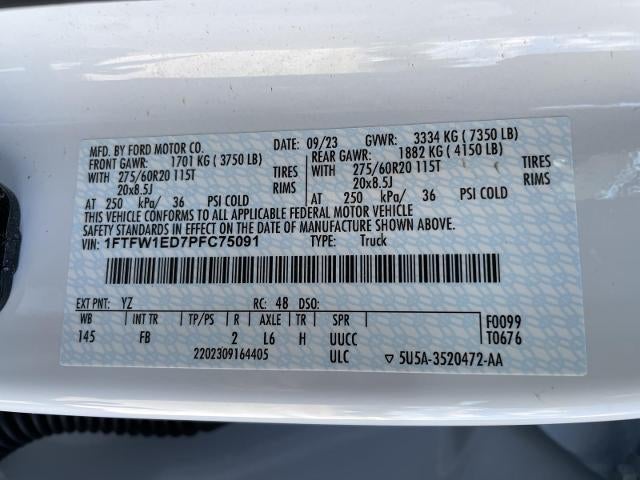 MFD. BY FORD MOTOR CO. 09/23 GVWR: 3334 KG ( 7350 LB)
FRONT GAWR: 1701 KG ( 3750 LB) REAR GAWR: 1882 KG ( 4150 LB)
WITH 275/60R20 115T TIRES WITH 275/60R20 115T TIRES
20x8.5J RIMS 20x8.5J RIMS
AT 250 kPa/ 36 PSI COLD AT 250 kPa/ 36 PSI COLD
THIS VEHICLE CONFORMS TO ALL APPLICABLE FEDERAL MOTOR VEHICLE
SAFETY STANDARDS IN EFFECT ON THE DATE OF MANUFACTURE SHOWN ABOVE.
VIN: 1FTFW1ED7PFC75091 TYPE: Truck
EXT PNT: YZ RC: 48 DSO:
WB INT TR TP/PS R AXLE TR SPR F0099
145 FB 2 L6 H UUCC T0676
2202309164405 ULC ▽ 5U5A-3520472-AA